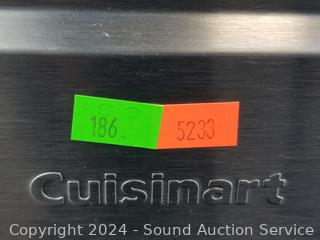 186. 5233
Cuisinart
Copyright 2024 - Sound Auction Service